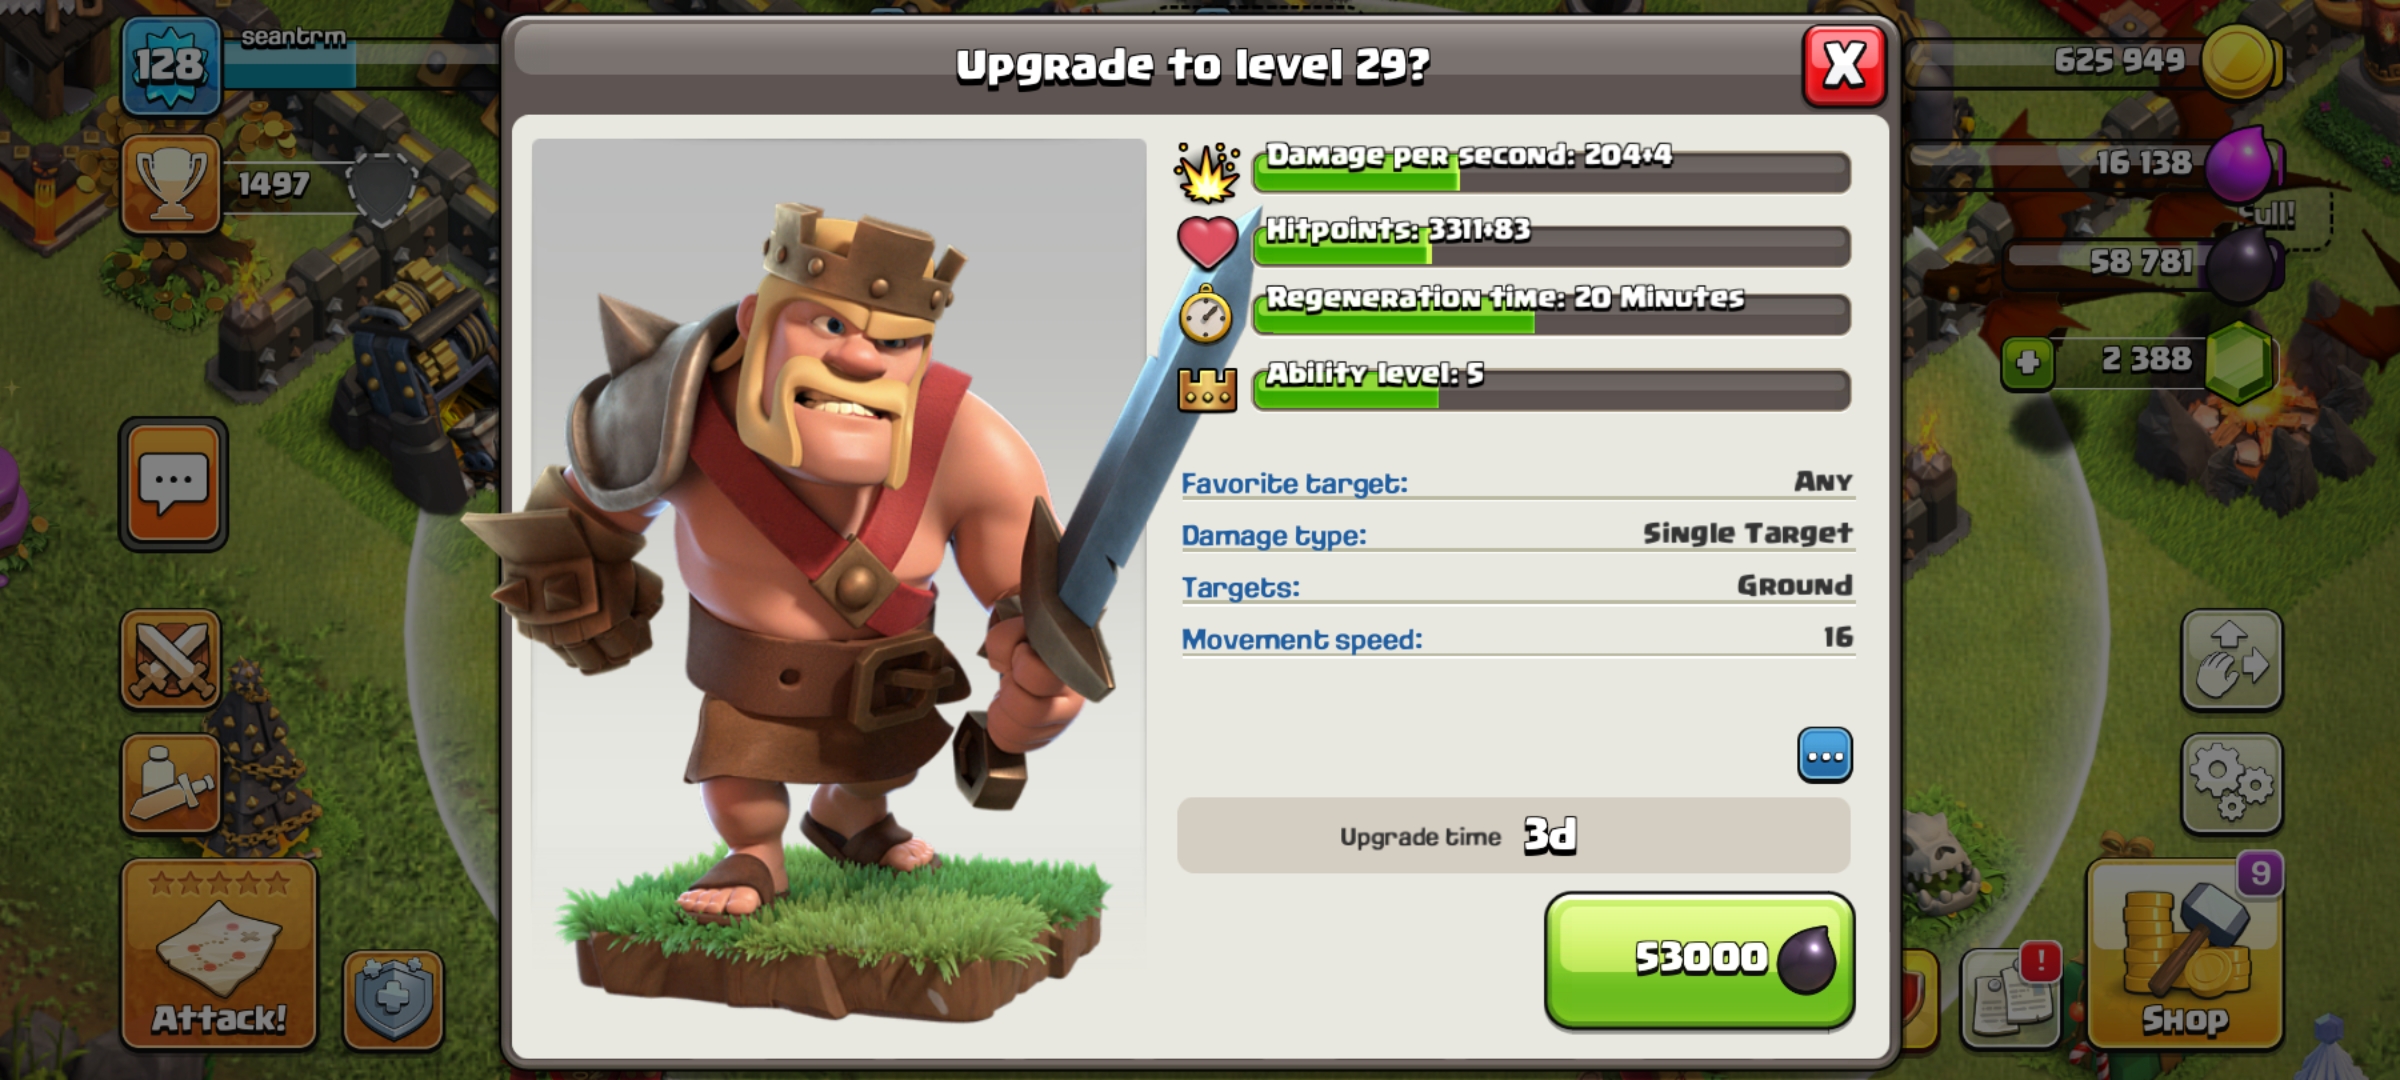 128
seantrm
1497
Upgrade to level 29?
X
625 949
16 138
Full!
58 781
2 388
Damage per second: 204+4
Hitpoints: 3311+83
Regeneration time: 20 Minutes
Ability level: 5
Favorite target: Any
Damage type: Single Target
Targets: Ground
Movement speed: 16
Upgrade time 3d
53000
Attack!
9
!
Shop